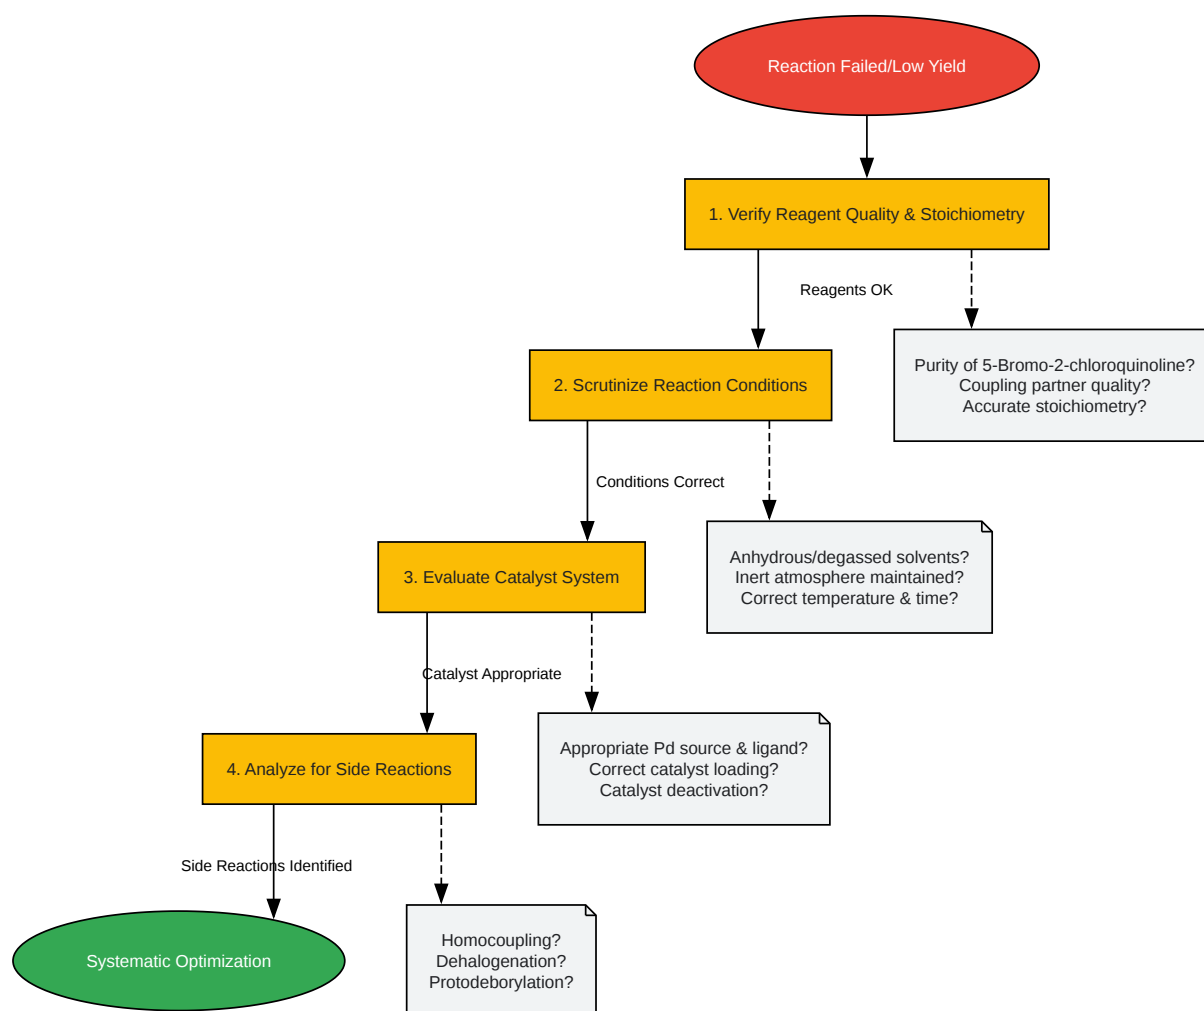 Reaction Failed/Low Yield
1. Verify Reagent Quality & Stoichiometry
Reagents OK
Purity of 5-Bromo-2-chloroquinoline?
Coupling partner quality?
Accurate stoichiometry?
2. Scrutinize Reaction Conditions
Conditions Correct
Anhydrous/degassed solvents?
Inert atmosphere maintained?
Correct temperature & time?
3. Evaluate Catalyst System
Catalyst Appropriate
Appropriate Pd source & ligand?
Correct catalyst loading?
Catalyst deactivation?
4. Analyze for Side Reactions
Side Reactions Identified
Homocoupling?
Dehalogenation?
Protodeborylation?
Systematic Optimization